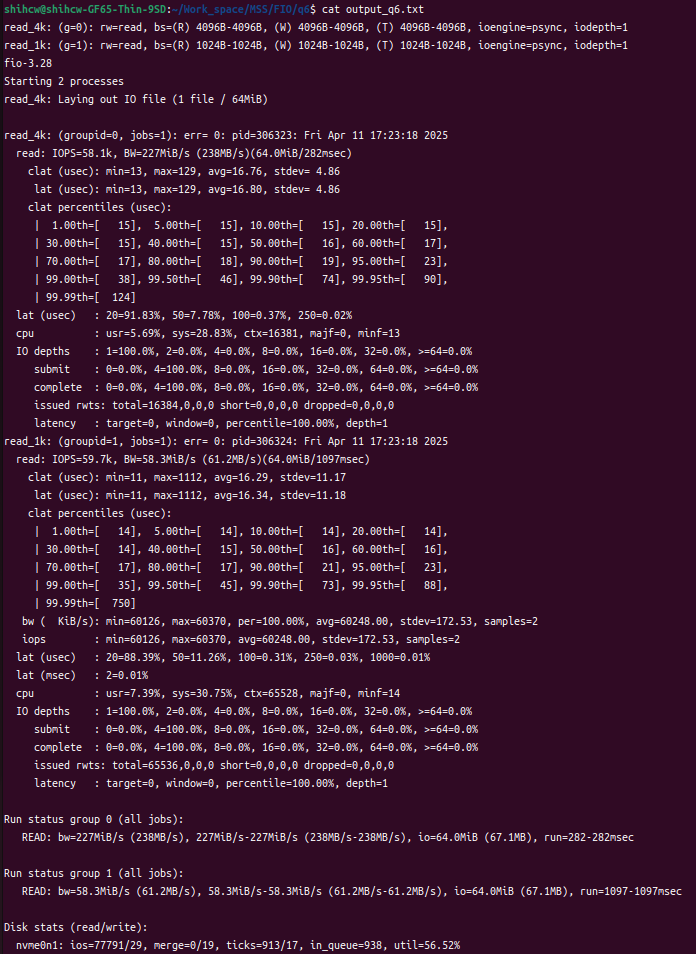 shihcw@shihcw-GF65-Thin-9SD:~/Work_space/MSS/FIO/q6$ cat output_q6.txt
read_4k: (g=0): rw=read, bs=(R) 4096B-4096B, (W) 4096B-4096B, (T) 4096B-4096B, ioengine=psync, iodepth=1
read_1k: (g=1): rw=read, bs=(R) 1024B-1024B, (W) 1024B-1024B, (T) 1024B-1024B, ioengine=psync, iodepth=1
fio-3.28
Starting 2 processes
read_4k: Laying out IO file (1 file / 64MiB)

read_4k: (groupid=0, jobs=1): err= 0: pid=306323: Fri Apr 11 17:23:18 2025
  read: IOPS=58.1k, BW=227MiB/s (238MB/s)(64.0MiB/282msec)
    clat (usec): min=13, max=129, avg=16.76, stdev= 4.86
     lat (usec): min=13, max=129, avg=16.80, stdev= 4.86
    clat percentiles (usec):
     |  1.00th=[   15],  5.00th=[   15], 10.00th=[   15], 20.00th=[   15],
     | 30.00th=[   15], 40.00th=[   15], 50.00th=[   16], 60.00th=[   17],
     | 70.00th=[   17], 80.00th=[   18], 90.00th=[   19], 95.00th=[   23],
     | 99.00th=[   38], 99.50th=[   46], 99.90th=[   74], 99.95th=[   90],
     | 99.99th=[  124]
  lat (usec)   : 20=91.83%, 50=7.78%, 100=0.37%, 250=0.02%
  cpu          : usr=5.69%, sys=28.83%, ctx=16381, majf=0, minf=13
  IO depths    : 1=100.0%, 2=0.0%, 4=0.0%, 8=0.0%, 16=0.0%, 32=0.0%, >=64=0.0%
     submit    : 0=0.0%, 4=100.0%, 8=0.0%, 16=0.0%, 32=0.0%, 64=0.0%, >=64=0.0%
     complete  : 0=0.0%, 4=100.0%, 8=0.0%, 16=0.0%, 32=0.0%, 64=0.0%, >=64=0.0%
     issued rwts: total=16384,0,0,0 short=0,0,0,0 dropped=0,0,0,0
     latency   : target=0, window=0, percentile=100.00%, depth=1
read_1k: (groupid=1, jobs=1): err= 0: pid=306324: Fri Apr 11 17:23:18 2025
  read: IOPS=59.7k, BW=58.3MiB/s (61.2MB/s)(64.0MiB/1097msec)
    clat (usec): min=11, max=1112, avg=16.29, stdev=11.17
     lat (usec): min=11, max=1112, avg=16.34, stdev=11.18
    clat percentiles (usec):
     |  1.00th=[   14],  5.00th=[   14], 10.00th=[   14], 20.00th=[   14],
     | 30.00th=[   14], 40.00th=[   15], 50.00th=[   16], 60.00th=[   16],
     | 70.00th=[   17], 80.00th=[   17], 90.00th=[   21], 95.00th=[   23],
     | 99.00th=[   35], 99.50th=[   45], 99.90th=[   73], 99.95th=[   88],
     | 99.99th=[  750]
   bw (  KiB/s): min=60126, max=60370, per=100.00%, avg=60248.00, stdev=172.53, samples=2
   iops        : min=60126, max=60370, avg=60248.00, stdev=172.53, samples=2
  lat (usec)   : 20=88.39%, 50=11.26%, 100=0.31%, 250=0.03%, 1000=0.01%
  lat (msec)   : 2=0.01%
  cpu          : usr=7.39%, sys=30.75%, ctx=65528, majf=0, minf=14
  IO depths    : 1=100.0%, 2=0.0%, 4=0.0%, 8=0.0%, 16=0.0%, 32=0.0%, >=64=0.0%
     submit    : 0=0.0%, 4=100.0%, 8=0.0%, 16=0.0%, 32=0.0%, 64=0.0%, >=64=0.0%
     complete  : 0=0.0%, 4=100.0%, 8=0.0%, 16=0.0%, 32=0.0%, 64=0.0%, >=64=0.0%
     issued rwts: total=65536,0,0,0 short=0,0,0,0 dropped=0,0,0,0
     latency   : target=0, window=0, percentile=100.00%, depth=1

Run status group 0 (all jobs):
   READ: bw=227MiB/s (238MB/s), 227MiB/s-227MiB/s (238MB/s-238MB/s), io=64.0MiB (67.1MB), run=282-282msec

Run status group 1 (all jobs):
   READ: bw=58.3MiB/s (61.2MB/s), 58.3MiB/s-58.3MiB/s (61.2MB/s-61.2MB/s), io=64.0MiB (67.1MB), run=1097-1097msec

Disk stats (read/write):
  nvme0n1: ios=77791/29, merge=0/19, ticks=913/17, in_queue=938, util=56.52%